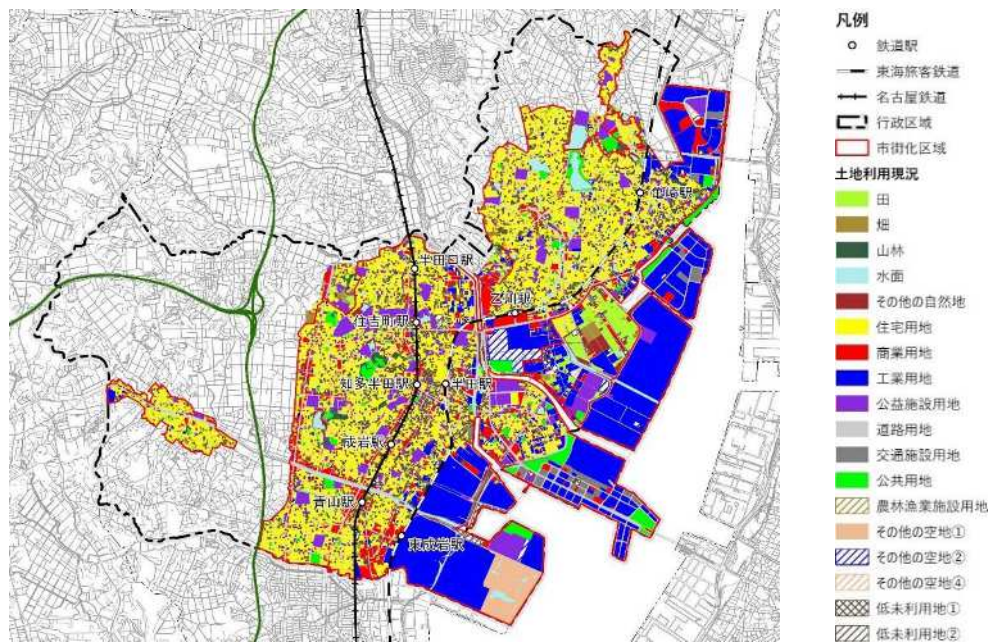 凡例
鉄道駅
東海旅客鉄道
名古屋鉄道
行政区域
市街化区域
土地利用現況
田
畑
山林
水面
その他の自然地
住宅用地
商業用地
工業用地
公益施設用地
道路用地
交通施設用地
公共用地
農林漁業施設用地
その他の空地①
その他の空地②
その他の空地④
低未利用地①
低未利用地②
亀崎駅
半田口駅
乙川駅
住吉町駅
知多半田駅
半田駅
成岩駅
青山駅
東成岩駅